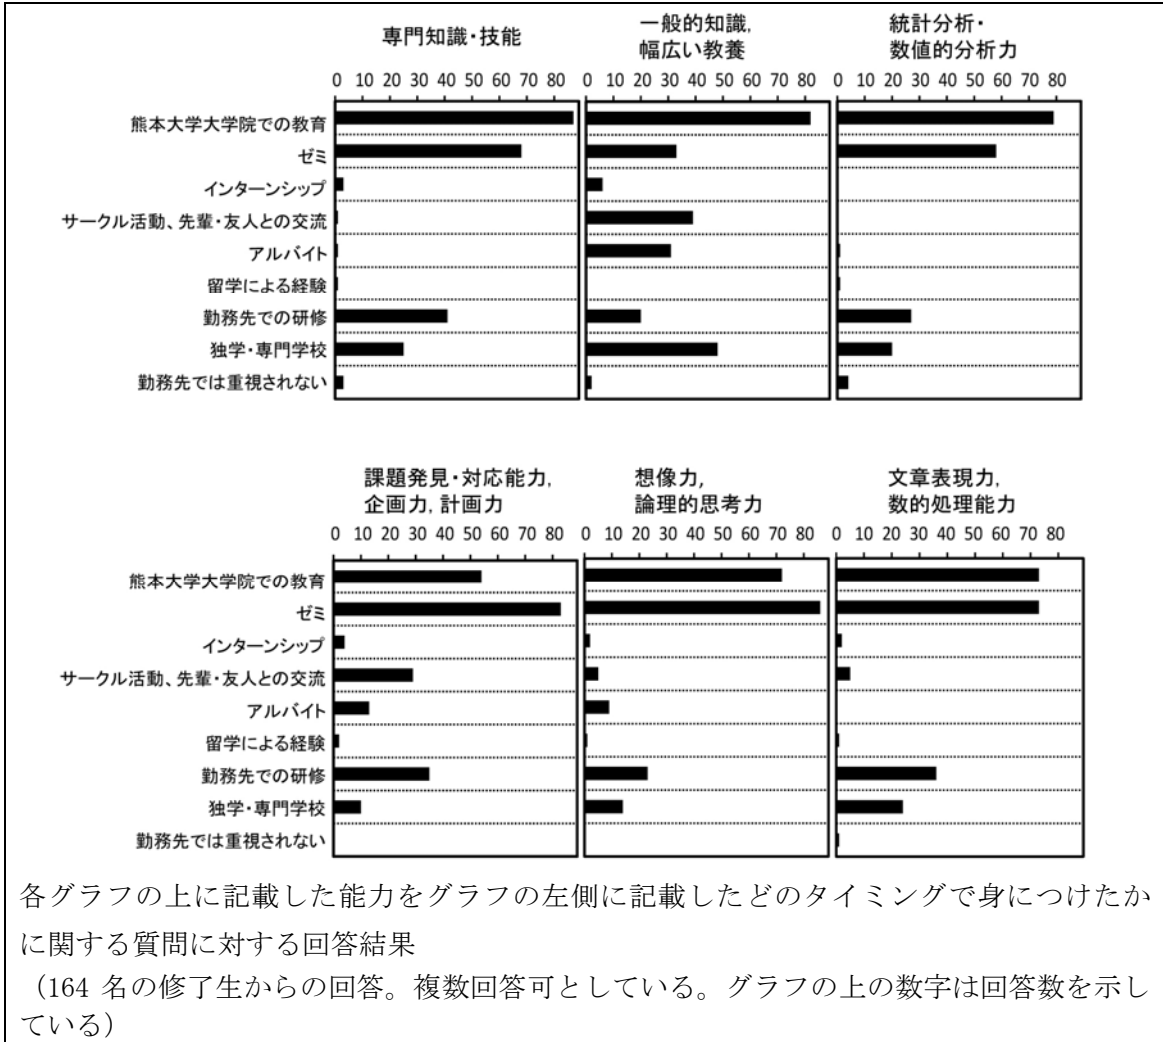 専門知識・技能
一般的知識,
幅広い教養
統計分析・
数値的分析力
0 10 20 30 40 50 60 70 80
0 10 20 30 40 50 60 70 80
0 10 20 30 40 50 60 70 80
熊本大学大学院での教育
ゼミ
インターンシップ
サークル活動、先輩・友人との交流
アルバイト
留学による経験
勤務先での研修
独学・専門学校
勤務先では重視されない
課題発見・対応能力,
企画力, 計画力
想像力,
論理的思考力
文章表現力,
数的処理能力
0 10 20 30 40 50 60 70 80
0 10 20 30 40 50 60 70 80
0 10 20 30 40 50 60 70 80
熊本大学大学院での教育
ゼミ
インターンシップ
サークル活動、先輩・友人との交流
アルバイト
留学による経験
勤務先での研修
独学・専門学校
勤務先では重視されない
各グラフの上に記載した能力をグラフの左側に記載したどのタイミングで身につけたか
に関する質問に対する回答結果
（164 名の修了生からの回答。複数回答可としている。グラフの上の数字は回答数を示し
ている）